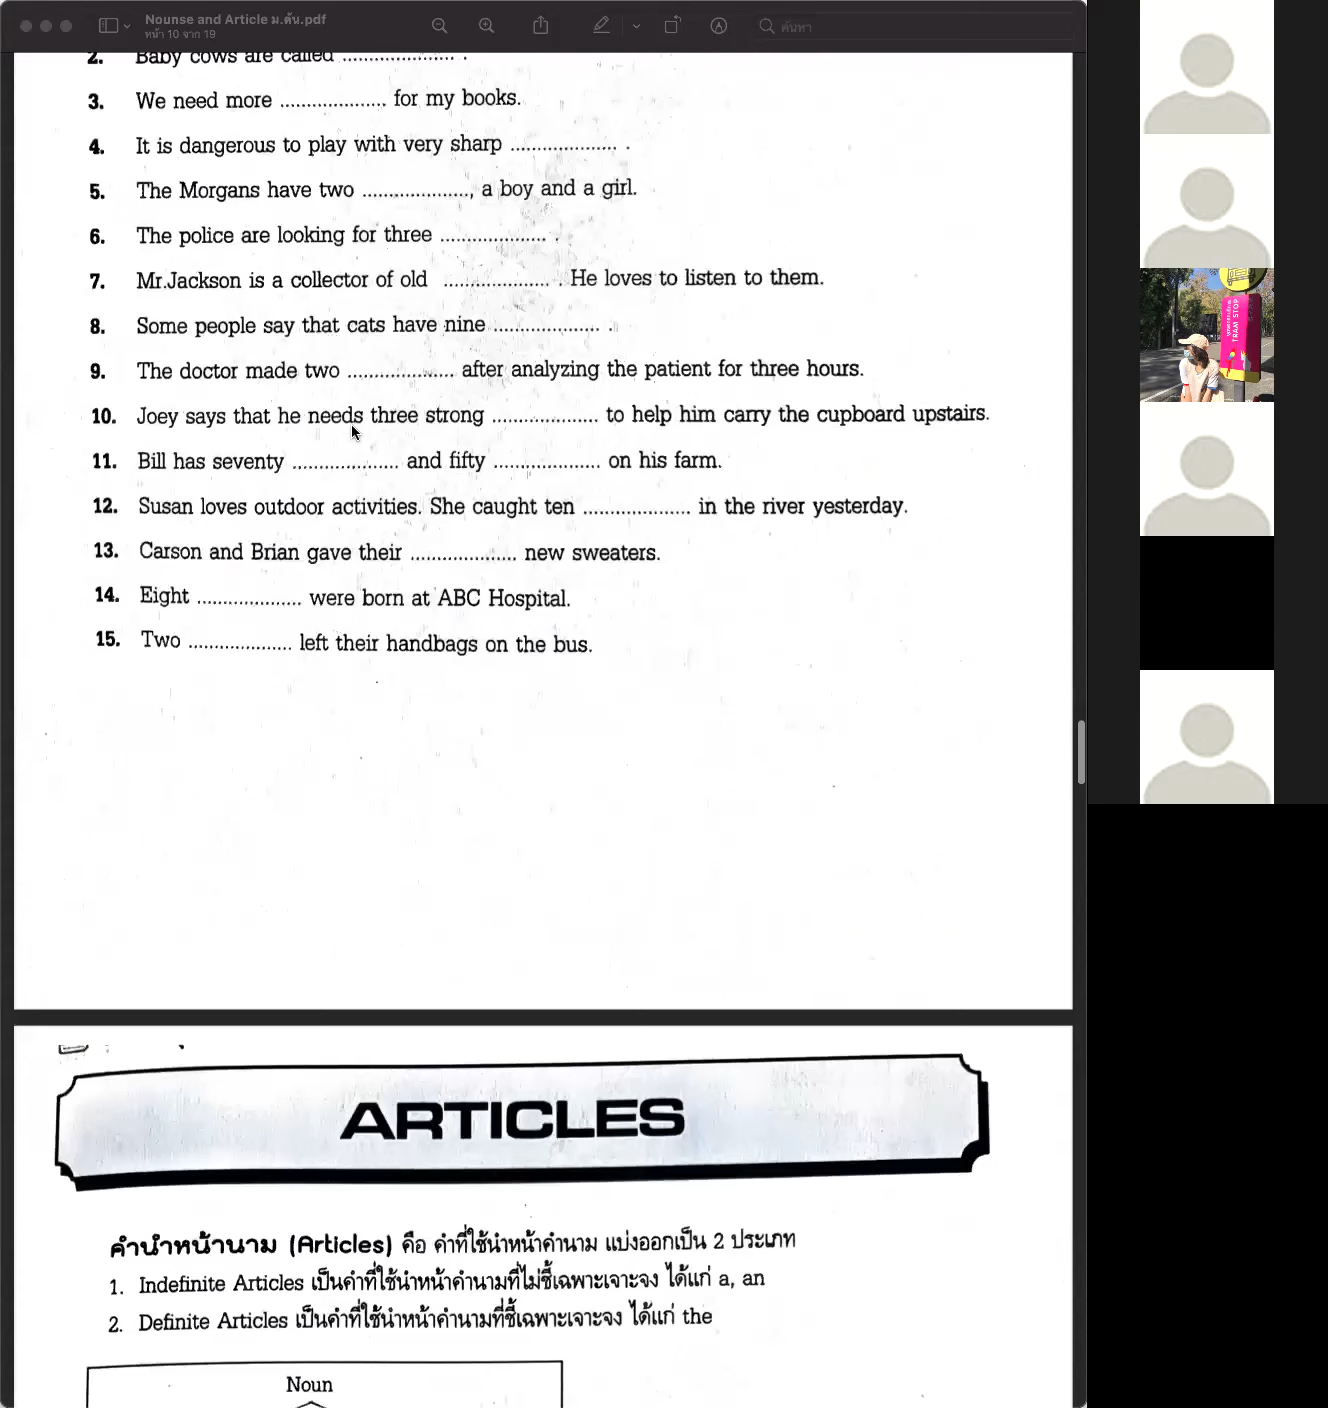 Nounse and Article ม.ต้น.pdf
หน้า 10 จาก 19
ค้นหา
2. Baby cows are called .................... .
3. We need more .................... for my books.
4. It is dangerous to play with very sharp .................... .
5. The Morgans have two ...................., a boy and a girl.
6. The police are looking for three .................... .
7. Mr.Jackson is a collector of old .................... . He loves to listen to them.
8. Some people say that cats have nine .................... .
9. The doctor made two .................... after analyzing the patient for three hours.
10. Joey says that he needs three strong .................... to help him carry the cupboard upstairs.
11. Bill has seventy .................... and fifty .................... on his farm.
12. Susan loves outdoor activities. She caught ten .................... in the river yesterday.
13. Carson and Brian gave their .................... new sweaters.
14. Eight .................... were born at ABC Hospital.
15. Two .................... left their handbags on the bus.
TRAM STOP
ARTICLES
คำนำหน้านาม (Articles) คือ คำที่ใช้นำหน้าคำนาม แบ่งออกเป็น 2 ประเภท
1. Indefinite Articles เป็นคำที่ใช้นำหน้าคำนามที่ไม่ชี้เฉพาะเจาะจง ได้แก่ a, an
2. Definite Articles เป็นคำที่ใช้นำหน้าคำนามที่ชี้เฉพาะเจาะจง ได้แก่ the
Noun